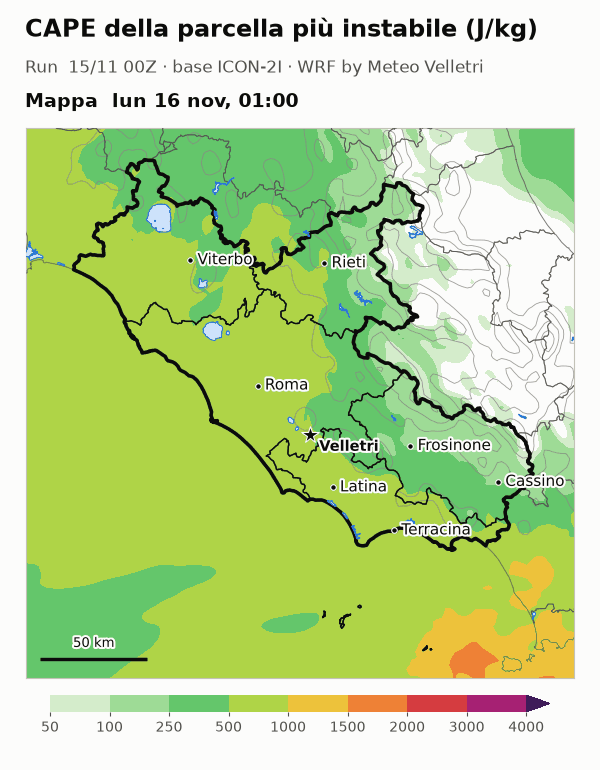 CAPE della parcella più instabile (J/kg)
Run  15/11 00Z · base ICON-2I · WRF by Meteo Velletri
Mappa  lun 16 nov, 01:00
Viterbo
Rieti
Roma
Velletri
Frosinone
Latina
Cassino
Terracina
50 km
50 100 250 500 1000 1500 2000 3000 4000